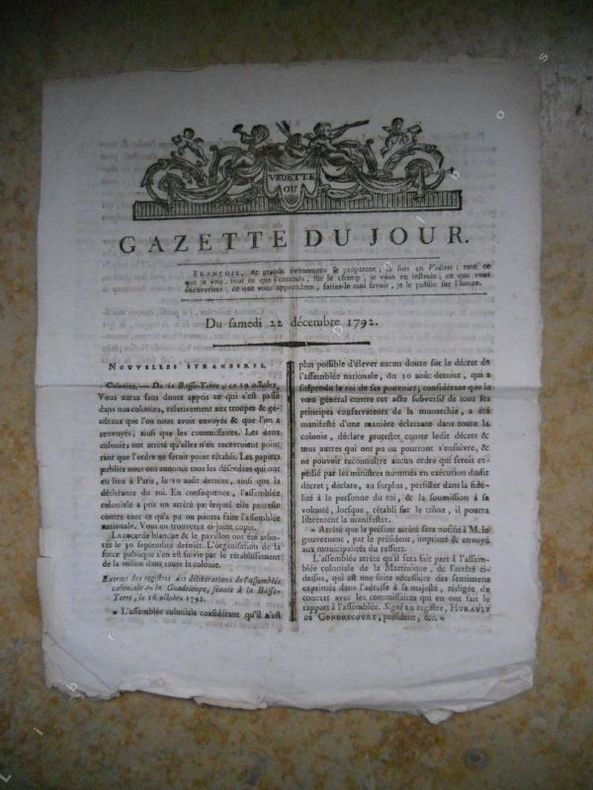 VEDETTE
OU
GAZETTE DU JOUR.
FRANÇOIS, de grands évènemens se préparent; je suis en Vedette: tout ce
que je vois, tout ce que j'entends, sur le champ, je vous en instruis; ce que vous
découvrirez, ce que vous apprendrez, faites-le moi savoir, je le publie sur l'heure.
Du samedi 22 décembre 1792.
NOUVELLES ÉTRANGERES.
Colonies. — De la Basse-Terre, ce 19 octobre.
Vous aurez sans doute appris ce qui s'est passé
dans nos colonies, relativement aux troupes & gé-
néraux que l'on nous avoit envoyés & que l'on a
renvoyés, ainsi que les commissaires. Les deux
colonies ont arrêté qu'elles n'en recevroient point
tant que l'ordre ne seroit point rétabli. Les papiers
publics nous ont annoncé tous les désordres qui ont
eu lieu à Paris, le 10 août dernier, ainsi que la
déchéance du roi. En conséquence, l'assemblée
coloniale a pris un arrêté par lequel elle proteste
contre tout ce qu'a pu ou pourra faire l'assemblée
nationale. Vous en trouverez ci-joint copie.
La cocarde blanche & le pavillon ont été arbo-
rés le 30 septembre dernier. L'organisation de la
force publique s'en est suivie par le rétablissement
de la milice dans toute la colonie.
Extrait des registres des délibérations de l'assemblée
coloniale de la Guadeloupe, séante à la Basse-
Terre, le 16 octobre 1792.
« L'assemblée coloniale considérant qu'il n'est
plus possible d'élever aucun doute sur le décret de
l'assemblée nationale, du 10 août dernier, qui a
suspendu le roi de ses pouvoirs; considérant que le
vœu général contre cet acte subversif de tous les
principes conservateurs de la monarchie, a été
manifesté d'une manière éclatante dans toute la
colonie, déclare protester contre ledit décret &
tous autres qui ont pu ou pourront s'ensuivre, &
ne pouvoir reconnoître aucun ordre qui seroit ex-
pédié par les ministres nommés en exécution dudit
décret; déclare, au surplus, persister dans la fidé-
lité à la personne du roi, & la soumission à sa
volonté, lorsque, rétabli sur le trône, il pourra
librement la manifester.
« Arrête que le présent arrêté sera notifié à M. le
gouverneur, par le président, imprimé & envoyé
aux municipalités du ressort.
L'assemblée arrête qu'il sera fait part à l'assem-
blée coloniale de la Martinique, de l'arrêté ci-
dessus, qui est une suite nécessaire des sentimens
exprimés dans l'adresse à sa majesté, rédigée de
concert avec les commissaires qui en ont fait le
rapport à l'assemblée. Signé au registre, HURAULT
DE GONDRECOURT, président, &c. »